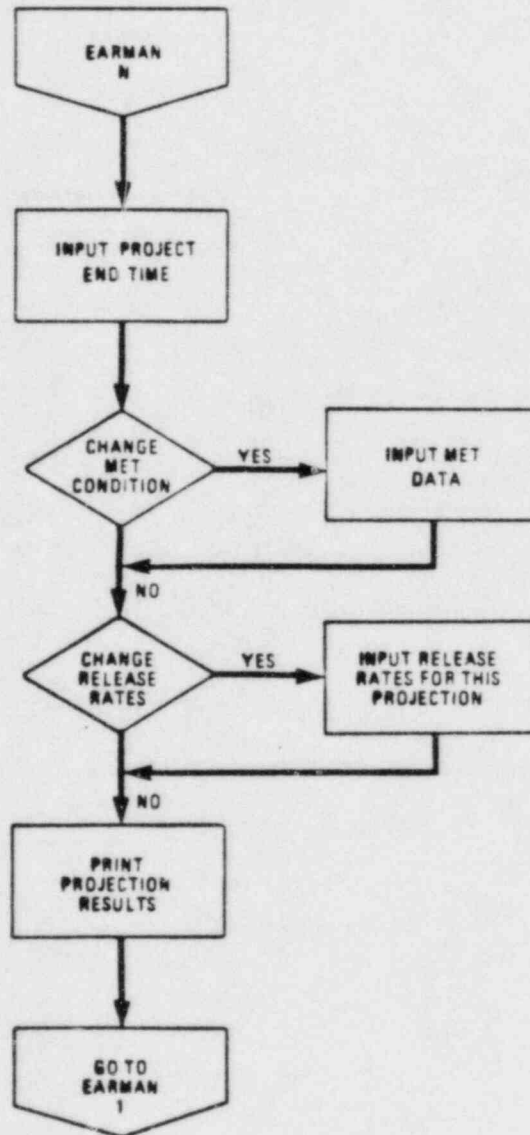 EARMAN
N
INPUT PROJECT
END TIME
CHANGE
MET
CONDITION
YES
INPUT MET
DATA
NO
CHANGE
RELEASE
RATES
YES
INPUT RELEASE
RATES FOR THIS
PROJECTION
NO
PRINT
PROJECTION
RESULTS
GO TO
EARMAN
1